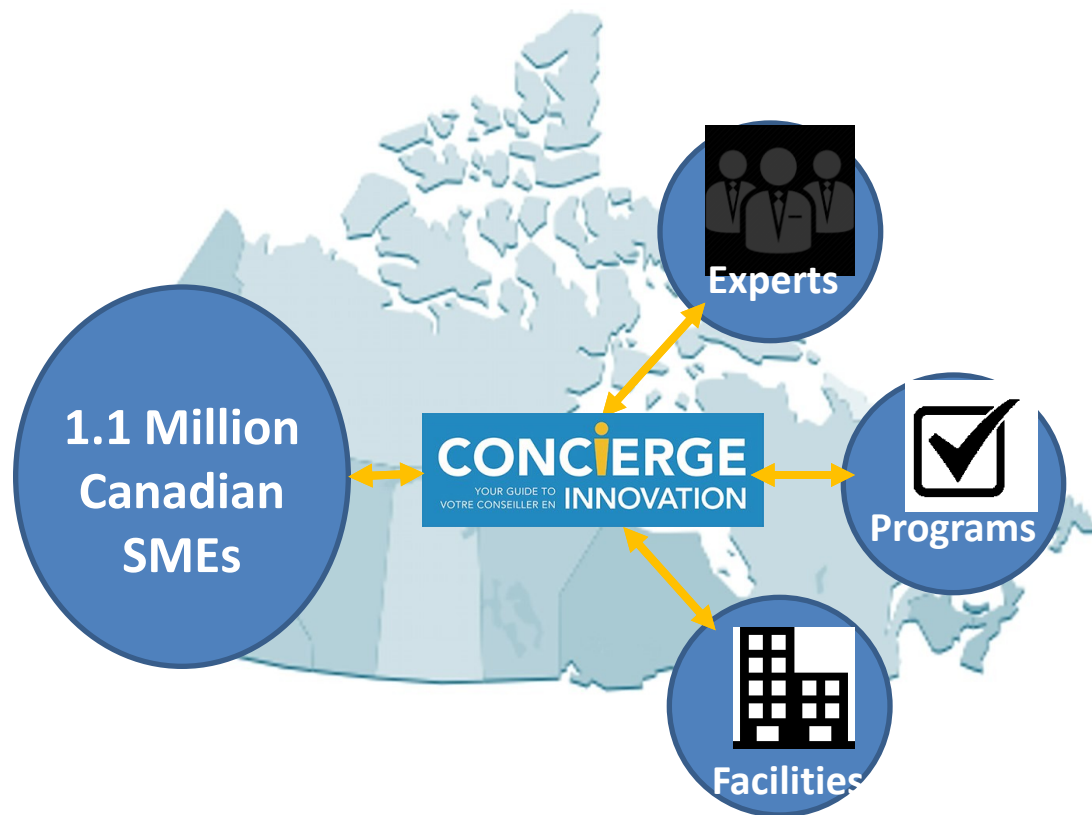 Experts
1.1 Million
Canadian
SMEs
CONCiERGE
YOUR GUIDE TO
VOTRE CONSEILLER EN INNOVATION
Programs
Facilities